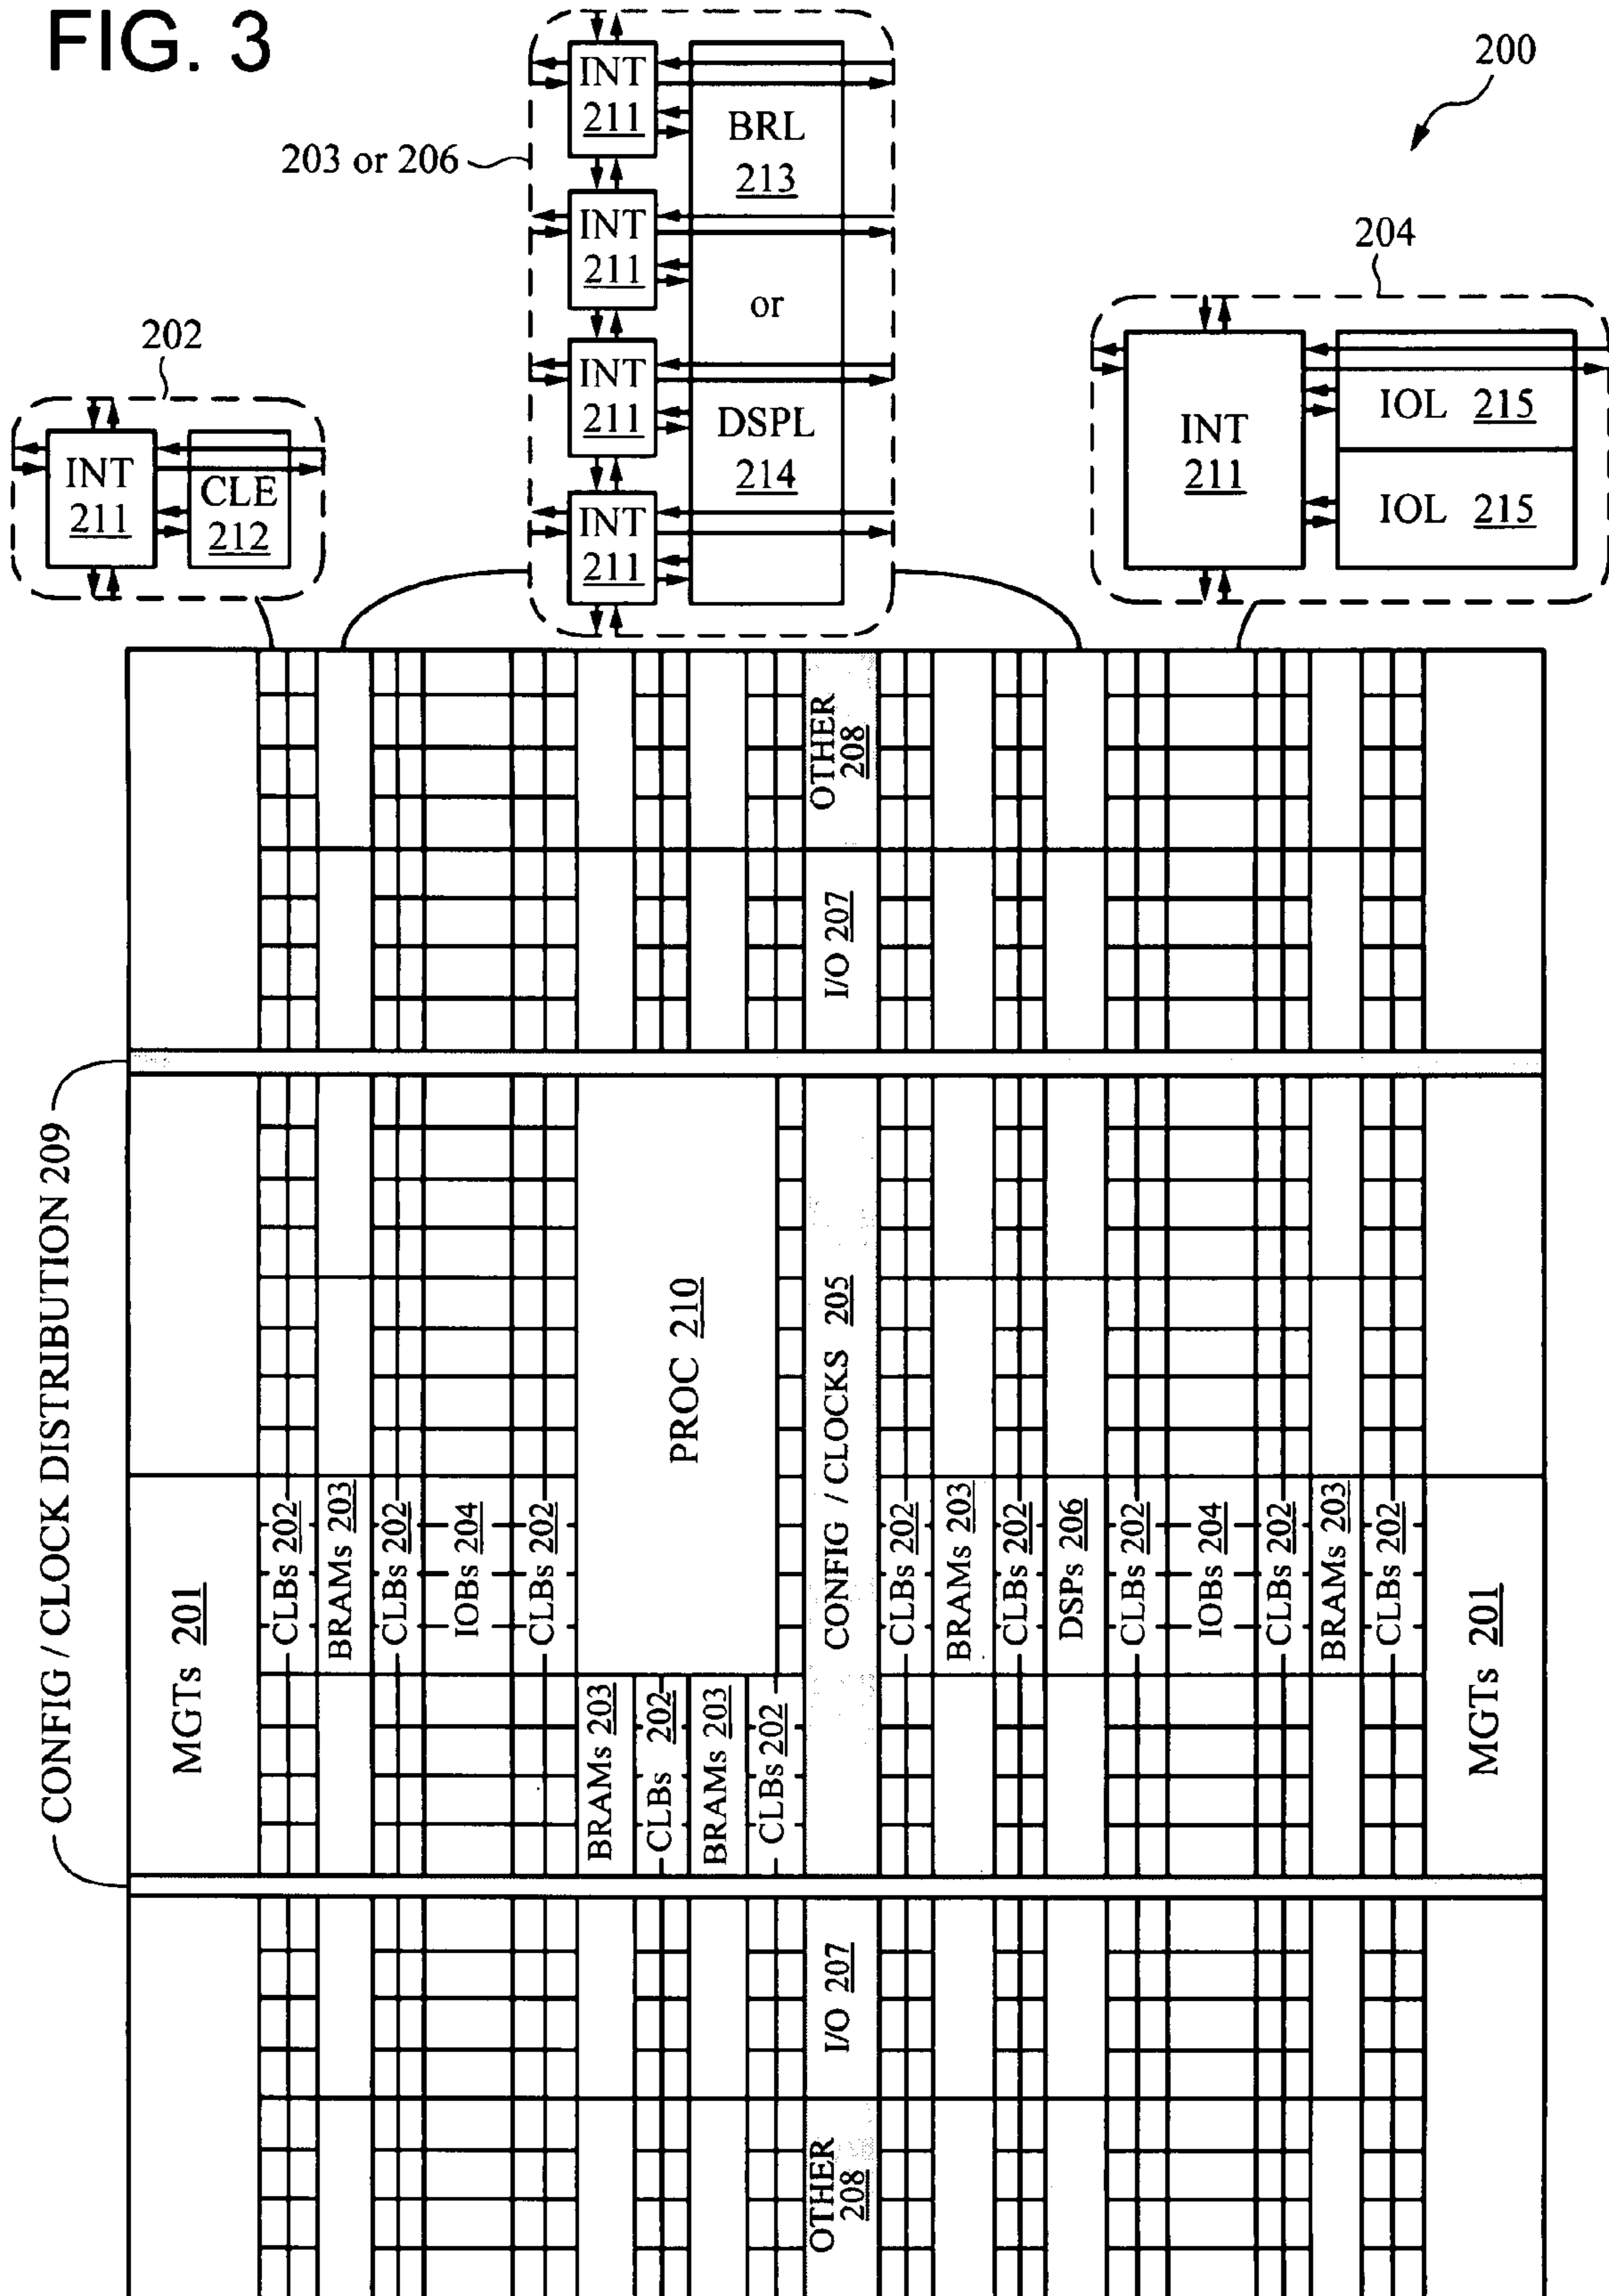 FIG. 3
200
203 or 206
INT
211
INT
211
INT
211
INT
211
BRL
213
or
DSPL
214
204
INT
211
IOL 215
IOL 215
202
INT
211
CLE
212
OTHER
208
I/O 207
CONFIG / CLOCK DISTRIBUTION 209
PROC 210
CONFIG / CLOCKS 205
MGTs 201
CLBs 202
BRAMs 203
CLBs 202
IOBs 204
CLBs 202
BRAMs 203
CLBs 202
BRAMs 203
CLBs 202
CLBs 202
BRAMs 203
CLBs 202
DSPs 206
CLBs 202
IOBs 204
CLBs 202
BRAMs 203
CLBs 202
MGTs 201
I/O 207
OTHER
208